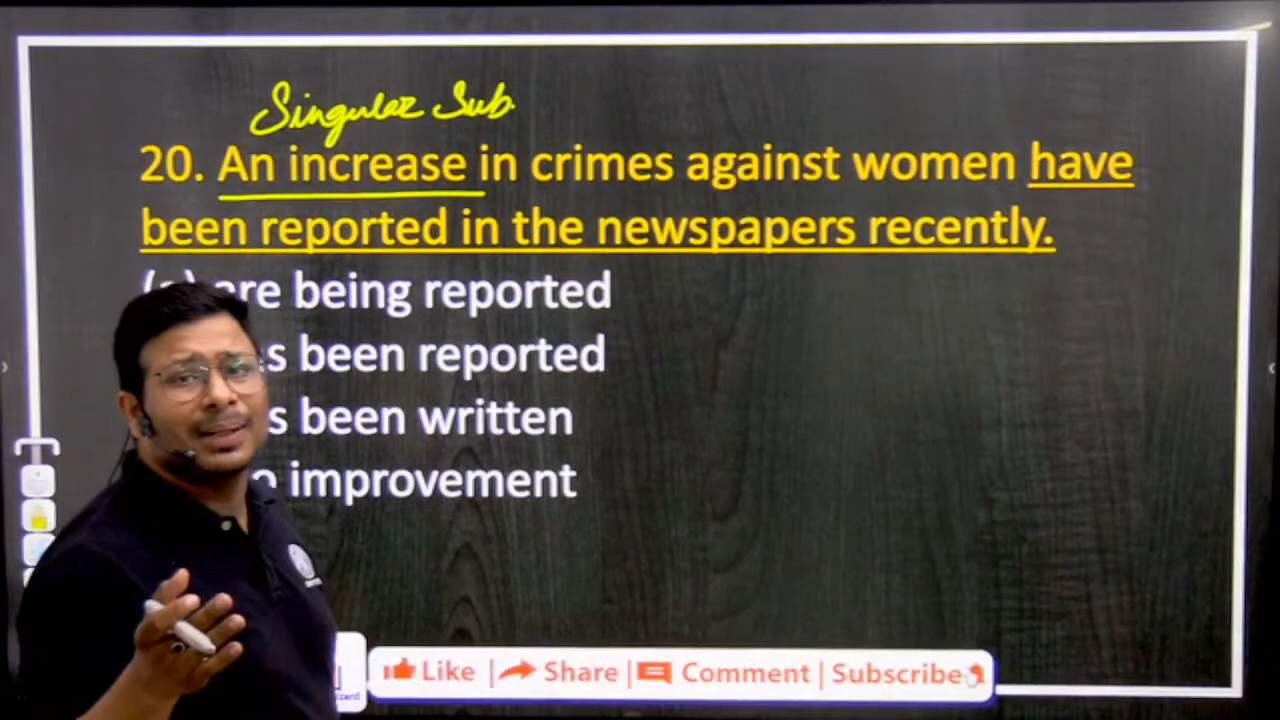 Singular Sub.
20. An increase in crimes against women have
been reported in the newspapers recently.
are being reported
been reported
been written
improvement
Like | Share | Comment | Subscribe